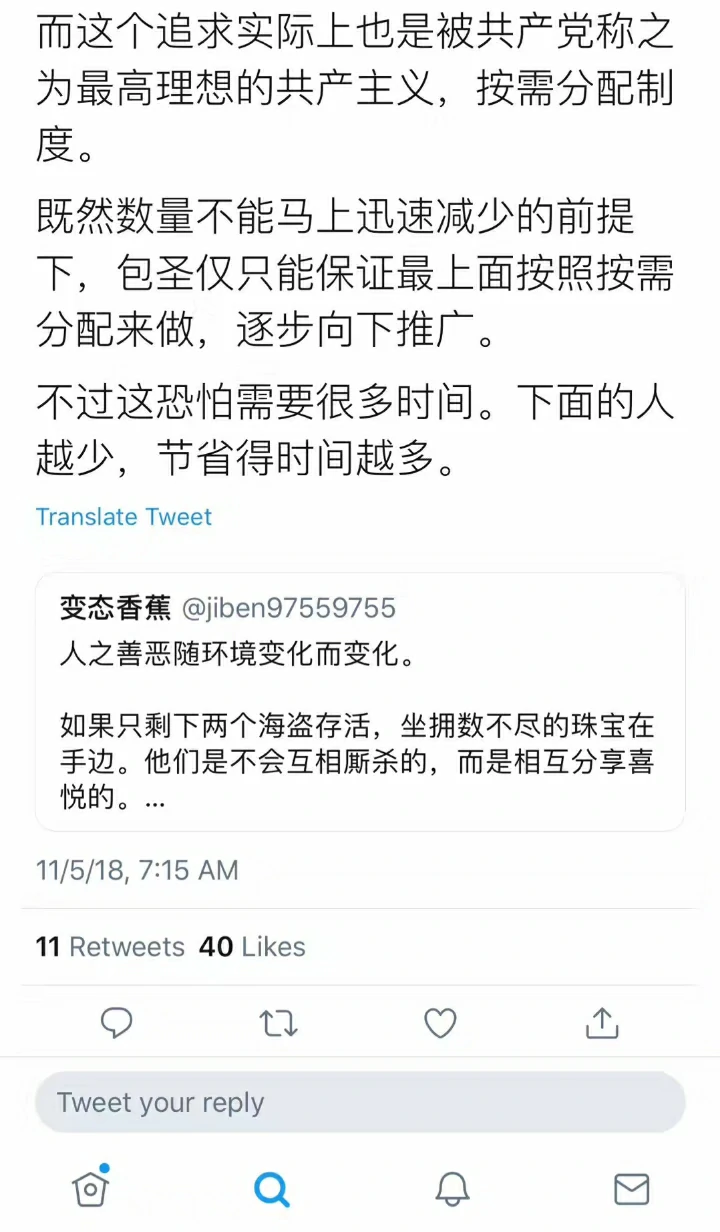 而这个追求实际上也是被共产党称之
为最高理想的共产主义，按需分配制
度。
既然数量不能马上迅速减少的前提
下，包圣仅只能保证最上面按照按需
分配来做，逐步向下推广。
不过这恐怕需要很多时间。下面的人
越少，节省得时间越多。
Translate Tweet
变态香蕉 @jiben97559755
人之善恶随环境变化而变化。
如果只剩下两个海盗存活，坐拥数不尽的珠宝在
手边。他们是不会互相厮杀的，而是相互分享喜
悦的。...
11/5/18, 7:15 AM
11 Retweets 40 Likes
Tweet your reply